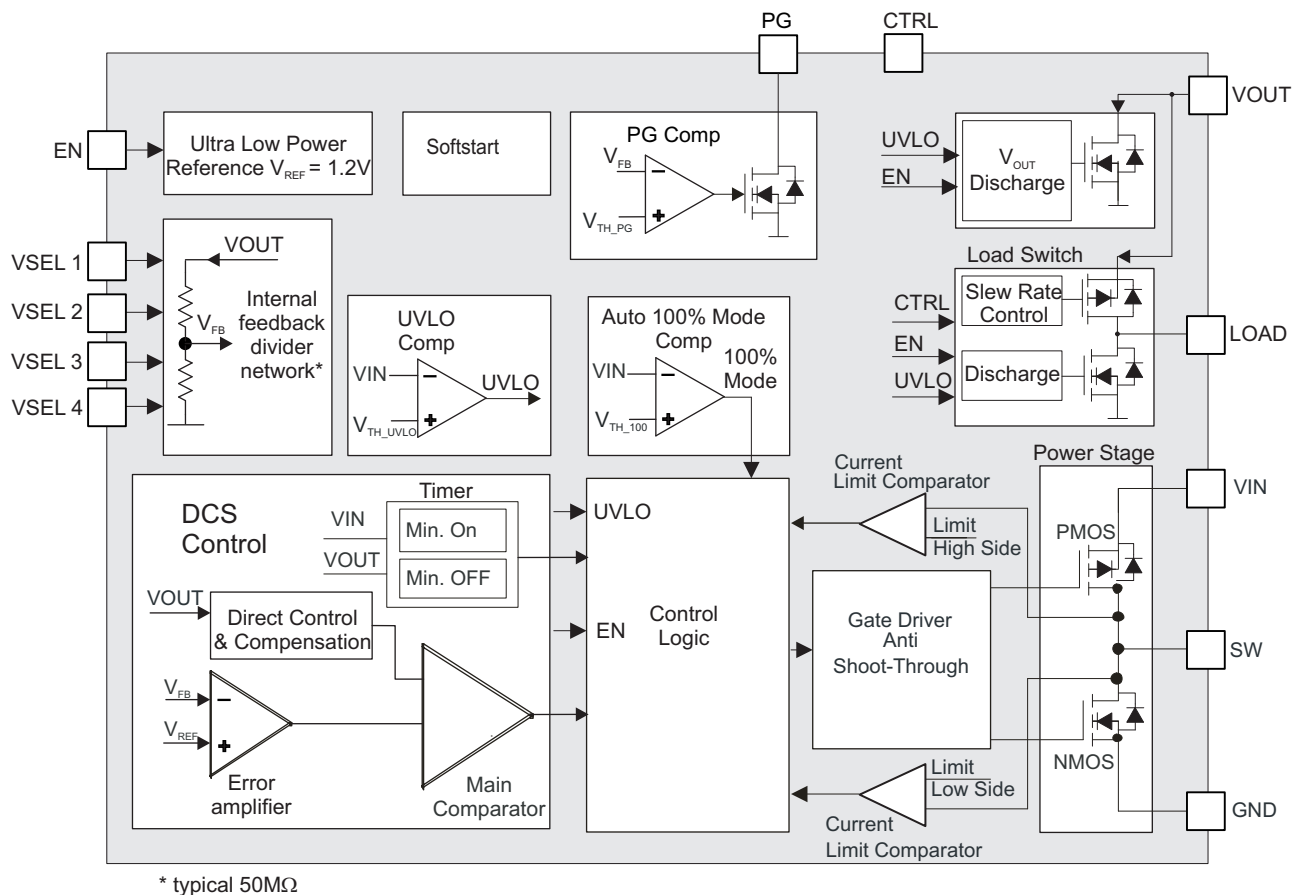 PG
CTRL
VOUT
EN
Ultra Low Power
Reference V_REF = 1.2V
Softstart
PG Comp
V_FB
−
+
V_TH_PG
UVLO
EN
V_OUT
Discharge
VSEL 1
VSEL 2
VSEL 3
VSEL 4
VOUT
V_FB
Internal
feedback
divider
network*
UVLO
Comp
VIN
−
+
V_TH_UVLO
UVLO
Auto 100% Mode
Comp
100%
Mode
VIN
−
+
V_TH_100
Load Switch
CTRL
EN
UVLO
Slew Rate
Control
Discharge
LOAD
DCS
Control
Timer
VIN
VOUT
Min. On
Min. OFF
VOUT
Direct Control
& Compensation
V_FB
V_REF
−
+
Error
amplifier
Main
Comparator
UVLO
EN
Control
Logic
Current
Limit Comparator
Limit
High Side
Gate Driver
Anti
Shoot-Through
Limit
Low Side
Current
Limit Comparator
Power Stage
PMOS
NMOS
VIN
SW
GND
* typical 50MΩ